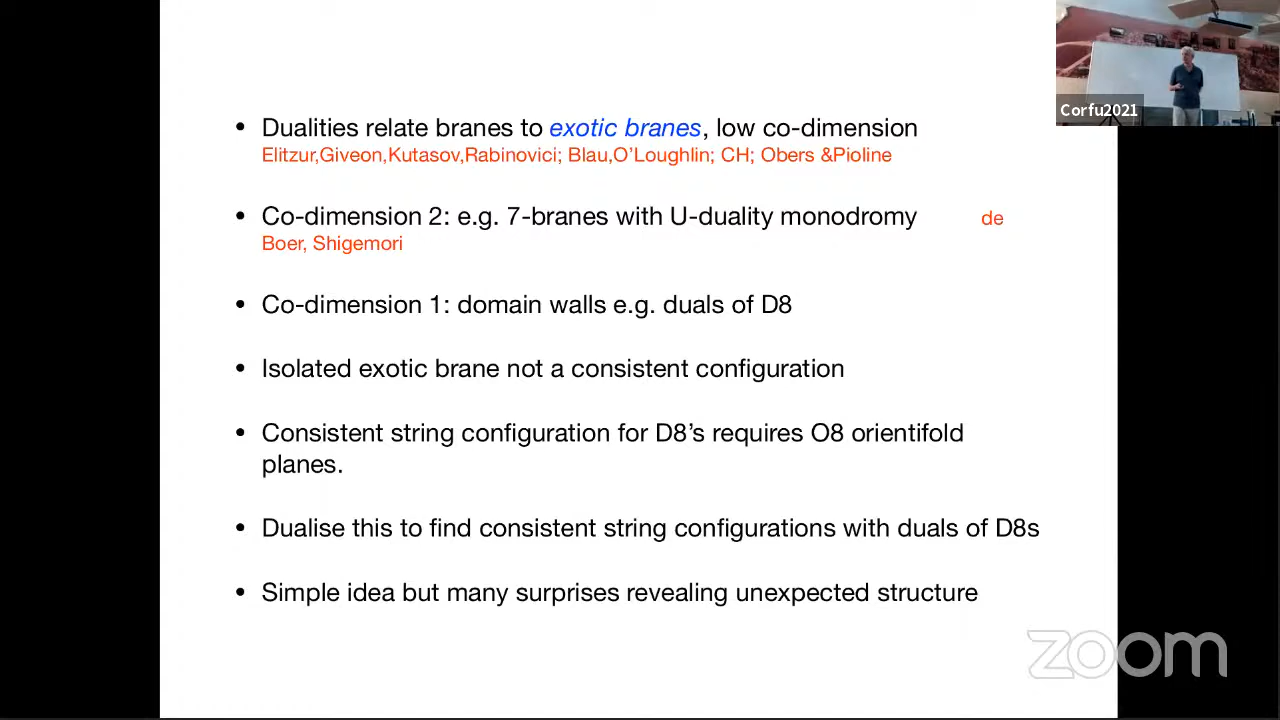 • Dualities relate branes to exotic branes, low co-dimension
Elitzur,Giveon,Kutasov,Rabinovici; Blau,O'Loughlin; CH; Obers &Pioline
• Co-dimension 2: e.g. 7-branes with U-duality monodromy de
Boer, Shigemori
• Co-dimension 1: domain walls e.g. duals of D8
• Isolated exotic brane not a consistent configuration
• Consistent string configuration for D8's requires O8 orientifold
planes.
• Dualise this to find consistent string configurations with duals of D8s
• Simple idea but many surprises revealing unexpected structure
Corfu2021
zoom